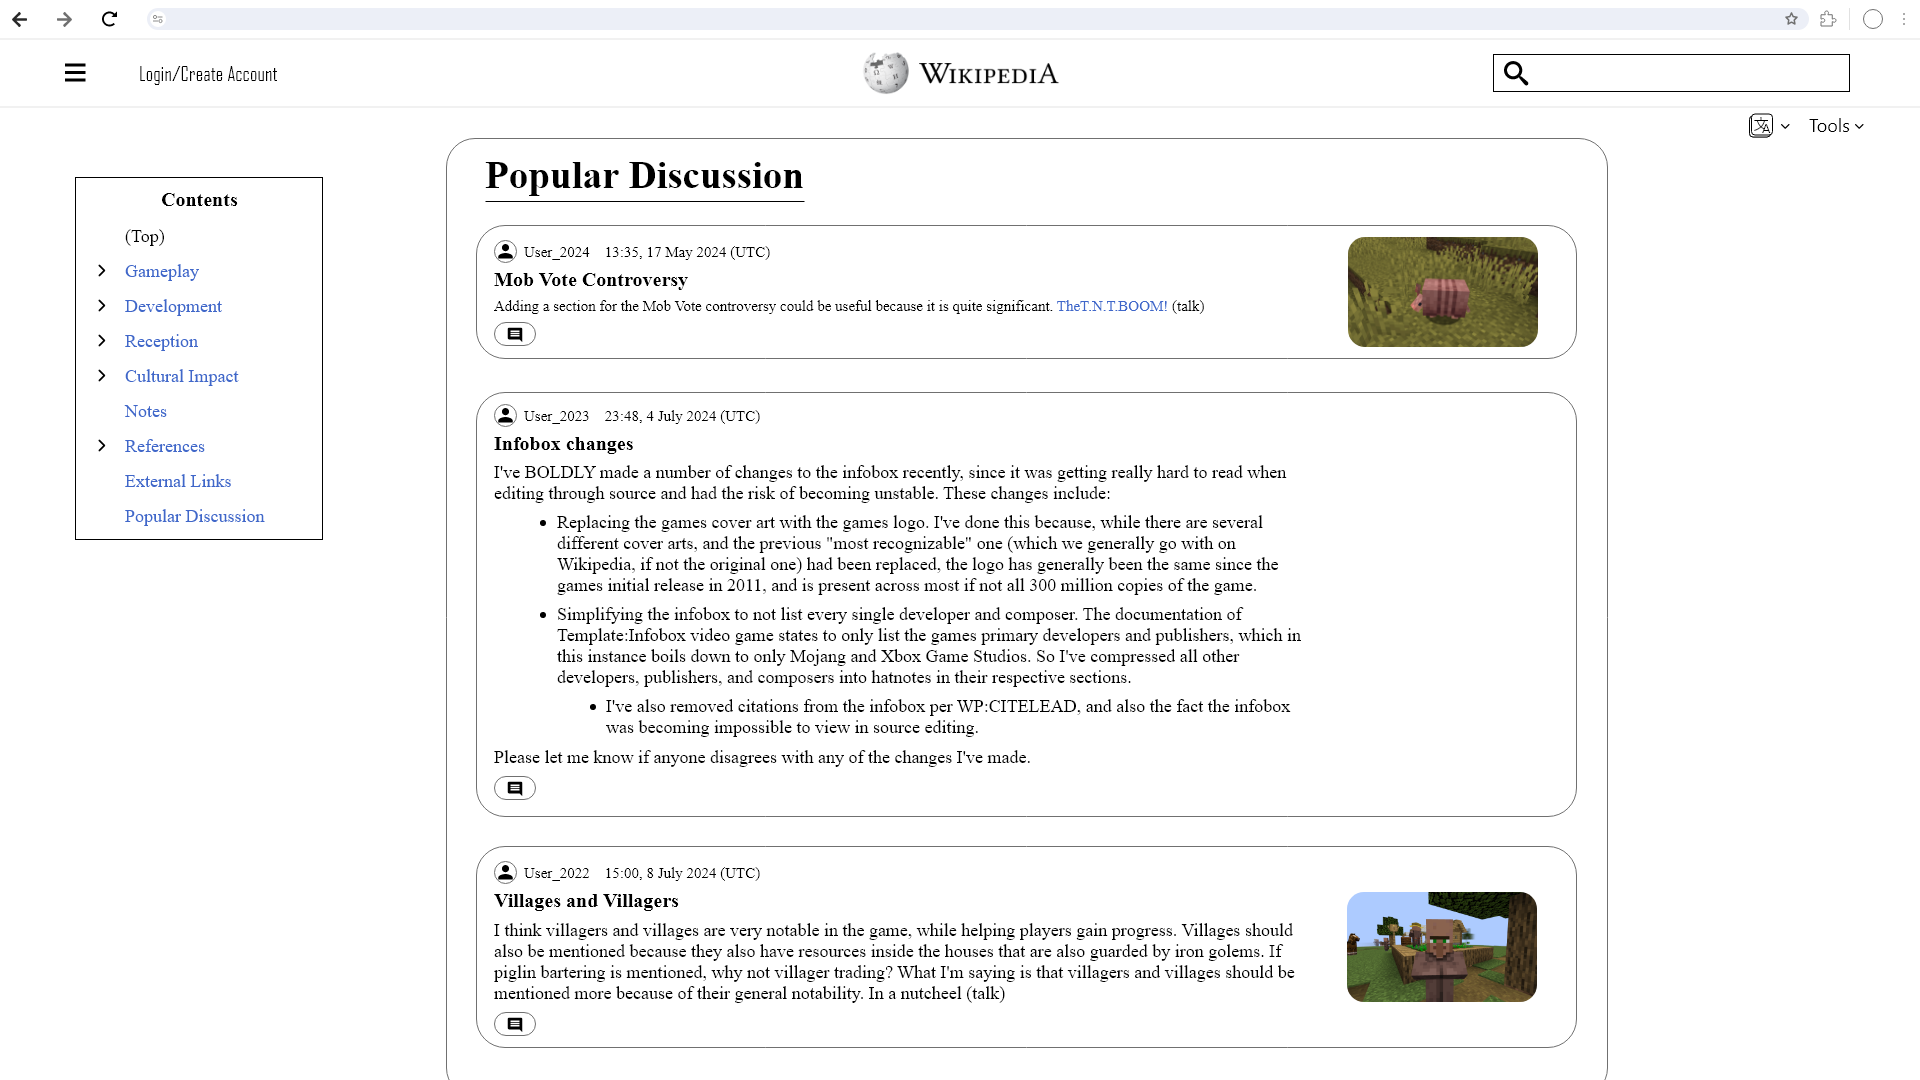 Login/Create Account
WIKIPEDIA
Tools
Contents
(Top)
Gameplay
Development
Reception
Cultural Impact
Notes
References
External Links
Popular Discussion
Popular Discussion
User_2024 13:35, 17 May 2024 (UTC)
Mob Vote Controversy
Adding a section for the Mob Vote controversy could be useful because it is quite significant. TheT.N.T.BOOM! (talk)
User_2023 23:48, 4 July 2024 (UTC)
Infobox changes
I've BOLDLY made a number of changes to the infobox recently, since it was getting really hard to read when
editing through source and had the risk of becoming unstable. These changes include:
• Replacing the games cover art with the games logo. I've done this because, while there are several
different cover arts, and the previous "most recognizable" one (which we generally go with on
Wikipedia, if not the original one) had been replaced, the logo has generally been the same since the
games initial release in 2011, and is present across most if not all 300 million copies of the game.
• Simplifying the infobox to not list every single developer and composer. The documentation of
Template:Infobox video game states to only list the games primary developers and publishers, which in
this instance boils down to only Mojang and Xbox Game Studios. So I've compressed all other
developers, publishers, and composers into hatnotes in their respective sections.
• I've also removed citations from the infobox per WP:CITELEAD, and also the fact the infobox
was becoming impossible to view in source editing.
Please let me know if anyone disagrees with any of the changes I've made.
User_2022 15:00, 8 July 2024 (UTC)
Villages and Villagers
I think villagers and villages are very notable in the game, while helping players gain progress. Villages should
also be mentioned because they also have resources inside the houses that are also guarded by iron golems. If
piglin bartering is mentioned, why not villager trading? What I'm saying is that villagers and villages should be
mentioned more because of their general notability. In a nutcheel (talk)